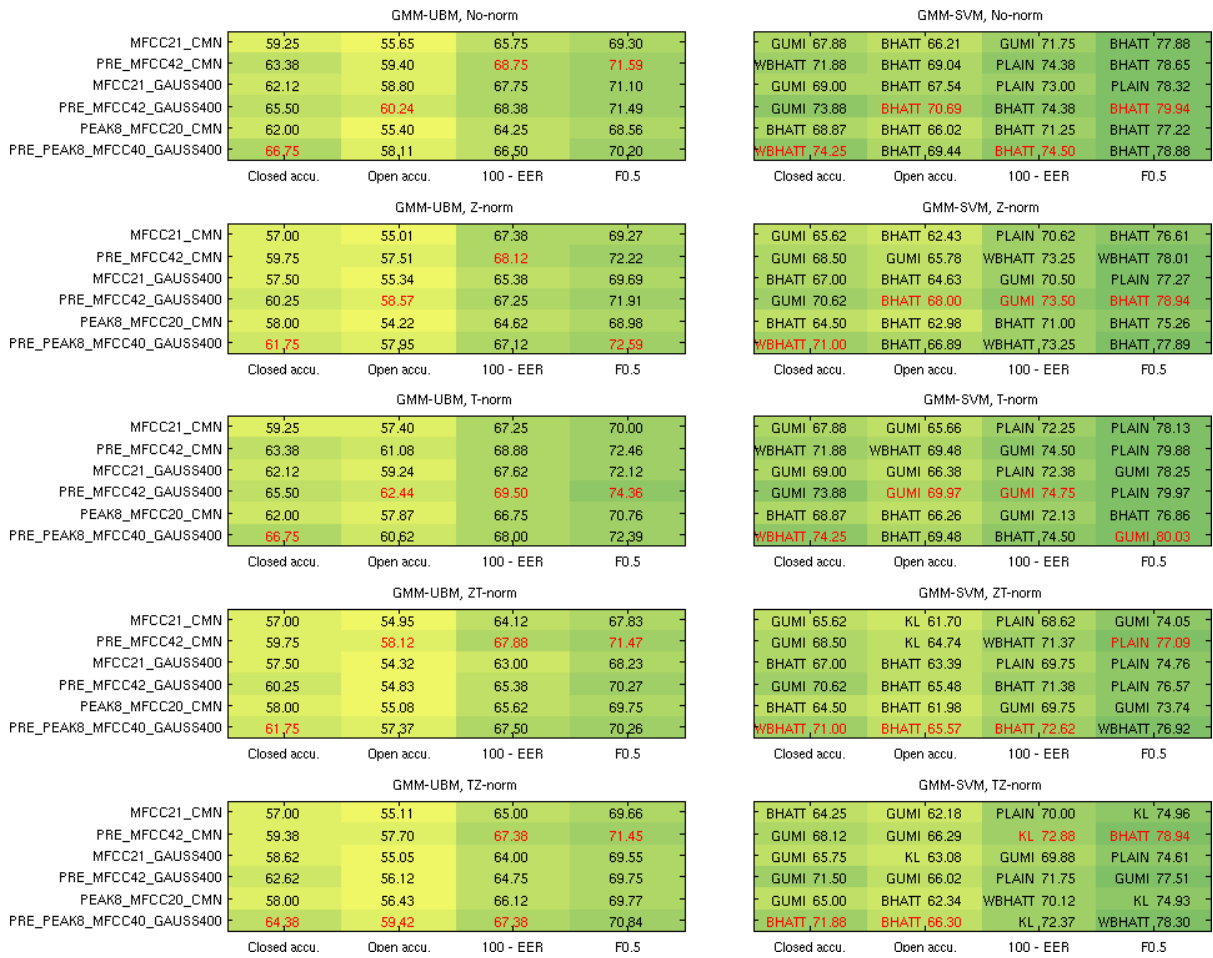 GMM-UBM, No-norm GMM-SVM, No-norm
MFCC21_CMN 59.25 55.65 65.75 69.30 GUMI 67.88 BHATT 66.21 GUMI 71.75 BHATT 77.88
PRE_MFCC42_CMN 63.38 59.40 68.75 71.59 WBHATT 71.88 BHATT 69.04 PLAIN 74.38 BHATT 78.65
MFCC21_GAUSS400 62.12 58.80 67.75 71.10 GUMI 69.00 BHATT 67.54 PLAIN 73.00 PLAIN 78.32
PRE_MFCC42_GAUSS400 65.50 60.24 68.38 71.49 GUMI 73.88 BHATT 70.69 BHATT 74.38 BHATT 79.94
PEAK8_MFCC20_CMN 62.00 55.40 64.25 68.56 BHATT 68.87 BHATT 66.02 BHATT 71.25 BHATT 77.22
PRE_PEAK8_MFCC40_GAUSS400 66.75 58.11 66.50 70.20 WBHATT 74.25 BHATT 69.44 BHATT 74.50 BHATT 78.88
Closed accu. Open accu. 100 - EER F0.5 Closed accu. Open accu. 100 - EER F0.5
GMM-UBM, Z-norm GMM-SVM, Z-norm
MFCC21_CMN 57.00 55.01 67.38 69.27 GUMI 65.62 BHATT 62.43 PLAIN 70.62 BHATT 76.61
PRE_MFCC42_CMN 59.75 57.51 68.12 72.22 GUMI 68.50 GUMI 65.78 WBHATT 73.25 WBHATT 78.01
MFCC21_GAUSS400 57.50 55.34 65.38 69.69 BHATT 67.00 BHATT 64.63 GUMI 70.50 PLAIN 77.27
PRE_MFCC42_GAUSS400 60.25 58.57 67.25 71.91 GUMI 70.62 BHATT 68.00 GUMI 73.50 BHATT 78.94
PEAK8_MFCC20_CMN 58.00 54.22 64.62 68.98 BHATT 64.50 BHATT 62.98 BHATT 71.00 BHATT 75.26
PRE_PEAK8_MFCC40_GAUSS400 61.75 57.95 67.12 72.59 WBHATT 71.00 BHATT 66.89 WBHATT 73.25 BHATT 77.89
Closed accu. Open accu. 100 - EER F0.5 Closed accu. Open accu. 100 - EER F0.5
GMM-UBM, T-norm GMM-SVM, T-norm
MFCC21_CMN 59.25 57.40 67.25 70.00 GUMI 67.88 GUMI 65.66 PLAIN 72.25 PLAIN 78.13
PRE_MFCC42_CMN 63.38 61.08 68.88 72.46 WBHATT 71.88 WBHATT 69.48 GUMI 74.50 PLAIN 79.88
MFCC21_GAUSS400 62.12 59.24 67.62 72.12 GUMI 69.00 GUMI 66.38 PLAIN 72.38 GUMI 78.25
PRE_MFCC42_GAUSS400 65.50 62.44 69.50 74.36 GUMI 73.88 GUMI 69.97 GUMI 74.75 PLAIN 79.97
PEAK8_MFCC20_CMN 62.00 57.87 66.75 70.76 BHATT 68.87 BHATT 66.26 GUMI 72.13 BHATT 76.86
PRE_PEAK8_MFCC40_GAUSS400 66.75 60.62 68.00 72.39 WBHATT 74.25 BHATT 69.48 BHATT 74.50 GUMI 80.03
Closed accu. Open accu. 100 - EER F0.5 Closed accu. Open accu. 100 - EER F0.5
GMM-UBM, ZT-norm GMM-SVM, ZT-norm
MFCC21_CMN 57.00 54.95 64.12 67.83 GUMI 65.62 KL 61.70 PLAIN 68.62 GUMI 74.05
PRE_MFCC42_CMN 59.75 58.12 67.88 71.47 GUMI 68.50 KL 64.74 WBHATT 71.37 PLAIN 77.09
MFCC21_GAUSS400 57.50 54.32 63.00 68.23 BHATT 67.00 BHATT 63.39 PLAIN 69.75 PLAIN 74.76
PRE_MFCC42_GAUSS400 60.25 54.83 65.38 70.27 GUMI 70.62 BHATT 65.48 BHATT 71.38 PLAIN 76.57
PEAK8_MFCC20_CMN 58.00 55.08 65.62 69.75 BHATT 64.50 BHATT 61.98 GUMI 69.75 GUMI 73.74
PRE_PEAK8_MFCC40_GAUSS400 61.75 57.37 67.50 70.26 WBHATT 71.00 BHATT 65.57 BHATT 72.62 WBHATT 76.92
Closed accu. Open accu. 100 - EER F0.5 Closed accu. Open accu. 100 - EER F0.5
GMM-UBM, TZ-norm GMM-SVM, TZ-norm
MFCC21_CMN 57.00 55.11 65.00 69.66 BHATT 64.25 GUMI 62.18 PLAIN 70.00 KL 74.96
PRE_MFCC42_CMN 59.38 57.70 67.38 71.45 GUMI 68.12 GUMI 66.29 KL 72.88 BHATT 78.94
MFCC21_GAUSS400 58.62 55.05 64.00 69.55 GUMI 65.75 KL 63.08 GUMI 69.88 PLAIN 74.61
PRE_MFCC42_GAUSS400 62.62 56.12 64.75 69.75 GUMI 71.50 GUMI 66.02 PLAIN 71.75 GUMI 77.51
PEAK8_MFCC20_CMN 58.00 56.43 66.12 69.77 GUMI 65.00 BHATT 62.34 WBHATT 70.12 KL 74.93
PRE_PEAK8_MFCC40_GAUSS400 64.38 59.42 67.38 70.84 BHATT 71.88 BHATT 66.30 KL 72.37 WBHATT 78.30
Closed accu. Open accu. 100 - EER F0.5 Closed accu. Open accu. 100 - EER F0.5